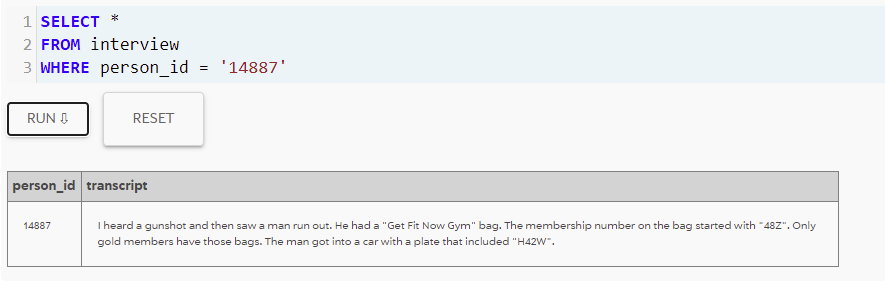 1 SELECT *
2 FROM interview
3 WHERE person_id = '14887'
RUN ⇩ RESET
person_id transcript
14887 I heard a gunshot and then saw a man run out. He had a "Get Fit Now Gym" bag. The membership number on the bag started with "48Z". Only
gold members have those bags. The man got into a car with a plate that included "H42W".